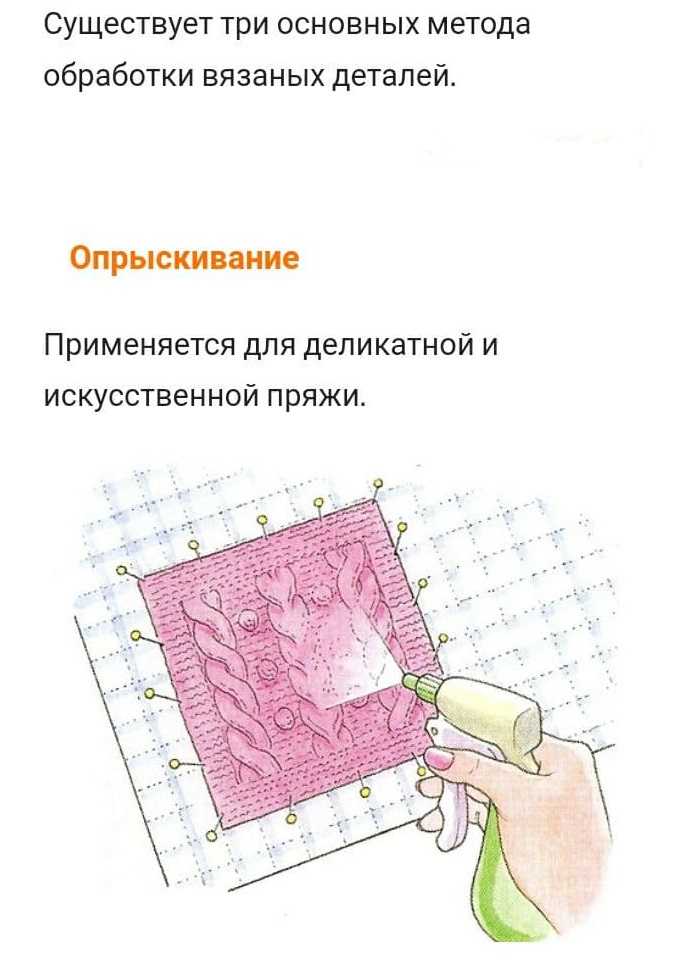 Существует три основных метода
обработки вязаных деталей.
Опрыскивание
Применяется для деликатной и
искусственной пряжи.